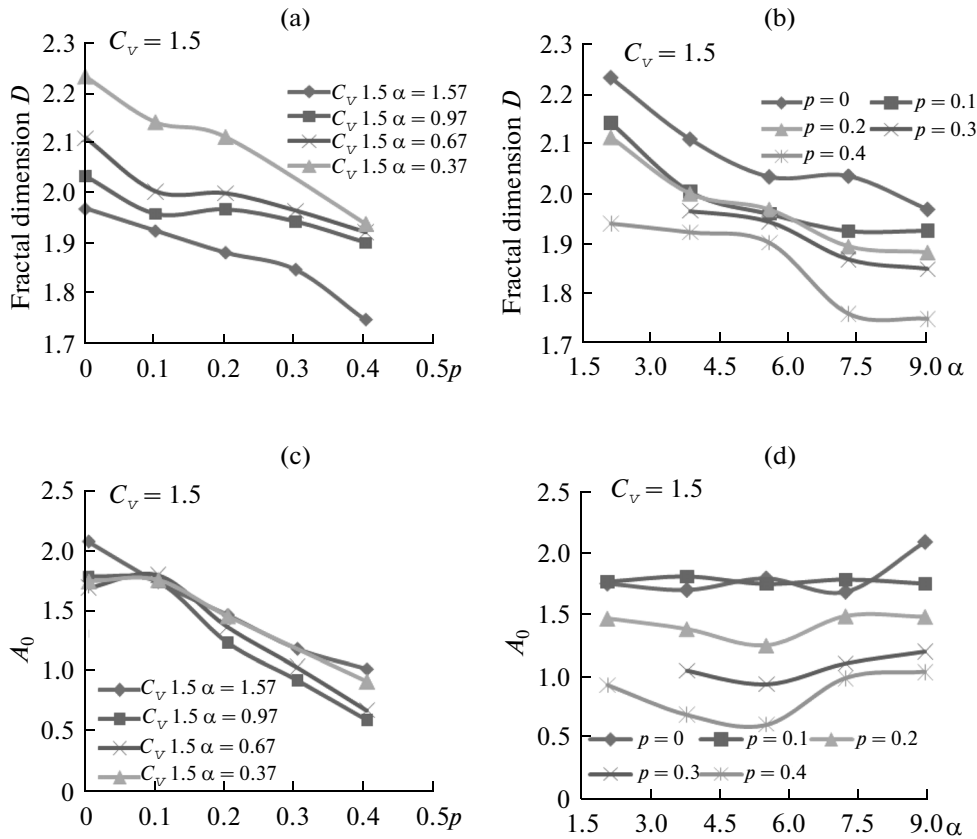 (a)
C_V = 1.5
Fractal dimension D
2.3
2.2
2.1
2.0
1.9
1.8
1.7
0 0.1 0.2 0.3 0.4 0.5p
C_V 1.5 α = 1.57
C_V 1.5 α = 0.97
C_V 1.5 α = 0.67
C_V 1.5 α = 0.37
(b)
C_V = 1.5
Fractal dimension D
2.3
2.2
2.1
2.0
1.9
1.8
1.7
1.5 3.0 4.5 6.0 7.5 9.0 α
p = 0 p = 0.1
p = 0.2 p = 0.3
p = 0.4
(c)
C_V = 1.5
A_0
2.5
2.0
1.5
1.0
0.5
0
0 0.1 0.2 0.3 0.4 0.5p
C_V 1.5 α = 1.57
C_V 1.5 α = 0.97
C_V 1.5 α = 0.67
C_V 1.5 α = 0.37
(d)
C_V = 1.5
A_0
2.5
2.0
1.5
1.0
0.5
0
1.5 3.0 4.5 6.0 7.5 9.0 α
p = 0 p = 0.1 p = 0.2
p = 0.3 p = 0.4